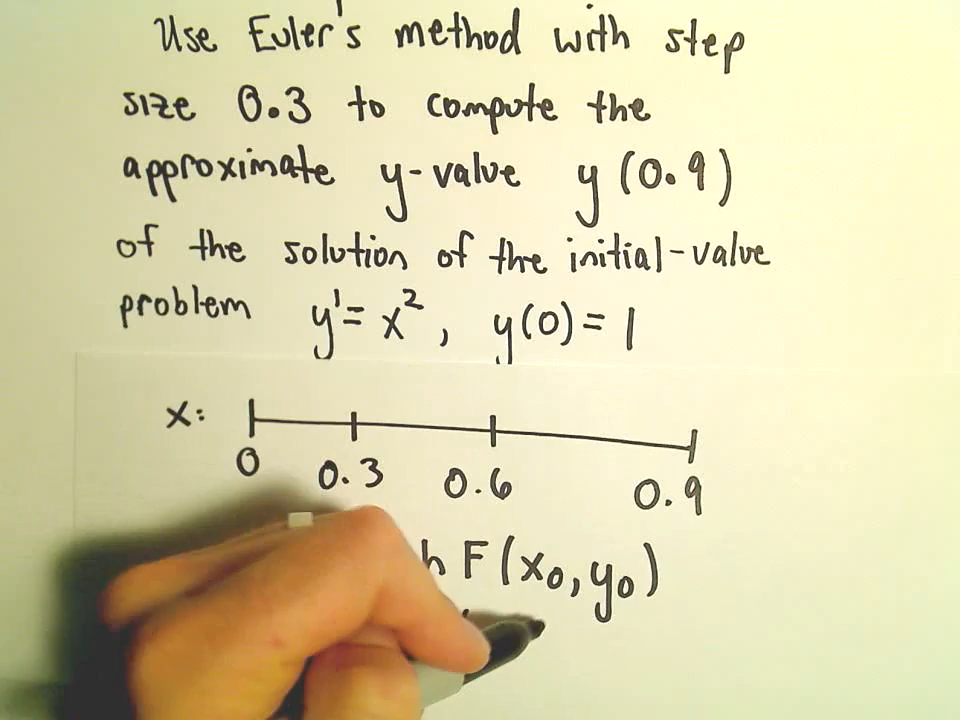 Use Euler's method with step
size 0.3 to compute the
approximate y-value y(0.9)
of the solution of the initial-value
problem y'= x², y(0)= 1
x:
0 0.3 0.6 0.9
h F(x₀, y₀)